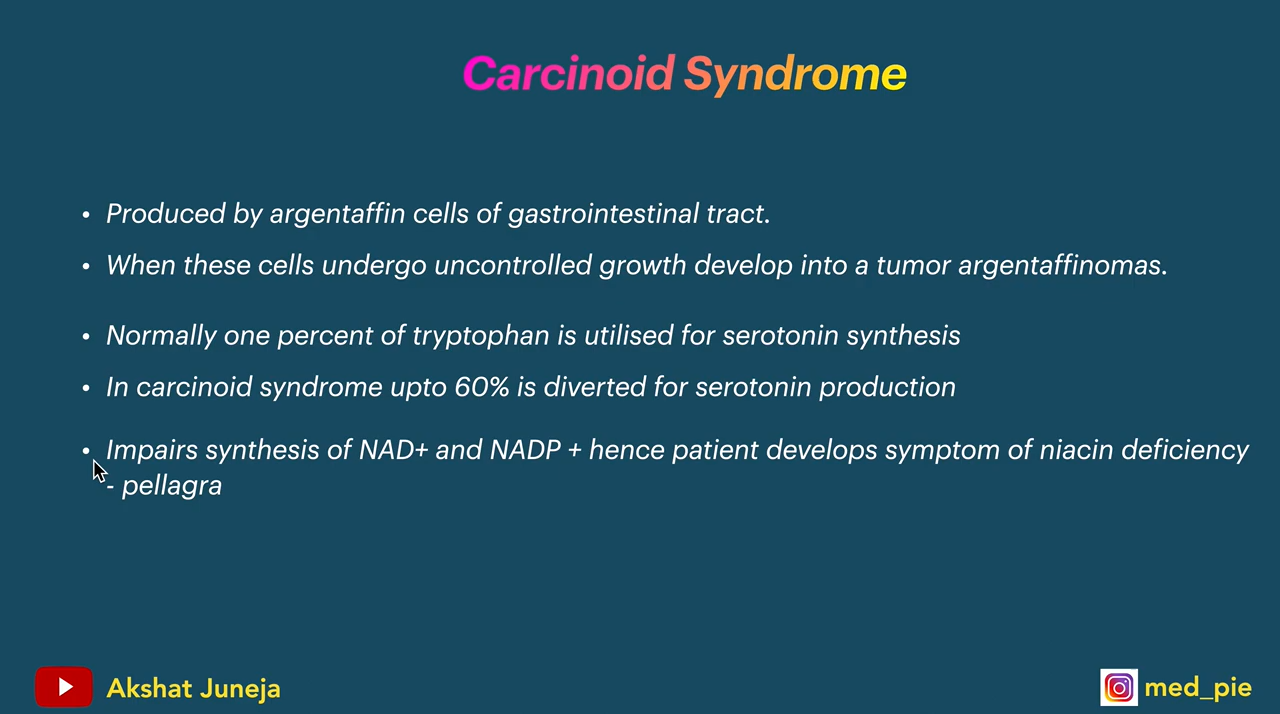 Carcinoid Syndrome
• Produced by argentaffin cells of gastrointestinal tract.
• When these cells undergo uncontrolled growth develop into a tumor argentaffinomas.
• Normally one percent of tryptophan is utilised for serotonin synthesis
• In carcinoid syndrome upto 60% is diverted for serotonin production
• Impairs synthesis of NAD+ and NADP + hence patient develops symptom of niacin deficiency
- pellagra
Akshat Juneja
med_pie